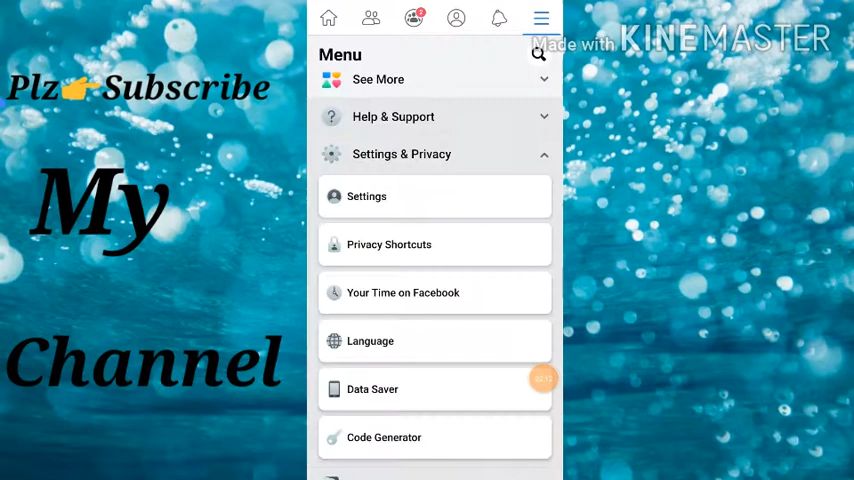 2
Made with KINEMASTER
Menu
See More
Plz👉Subscribe
Help & Support
Settings & Privacy
My
Settings
Privacy Shortcuts
Your Time on Facebook
Language
Channel
Data Saver
Code Generator